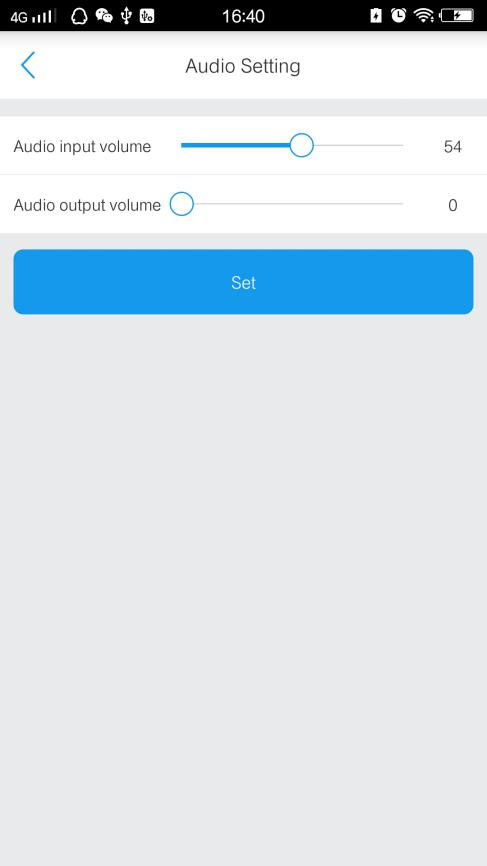 4G 16:40
Audio Setting
Audio input volume 54
Audio output volume 0
Set